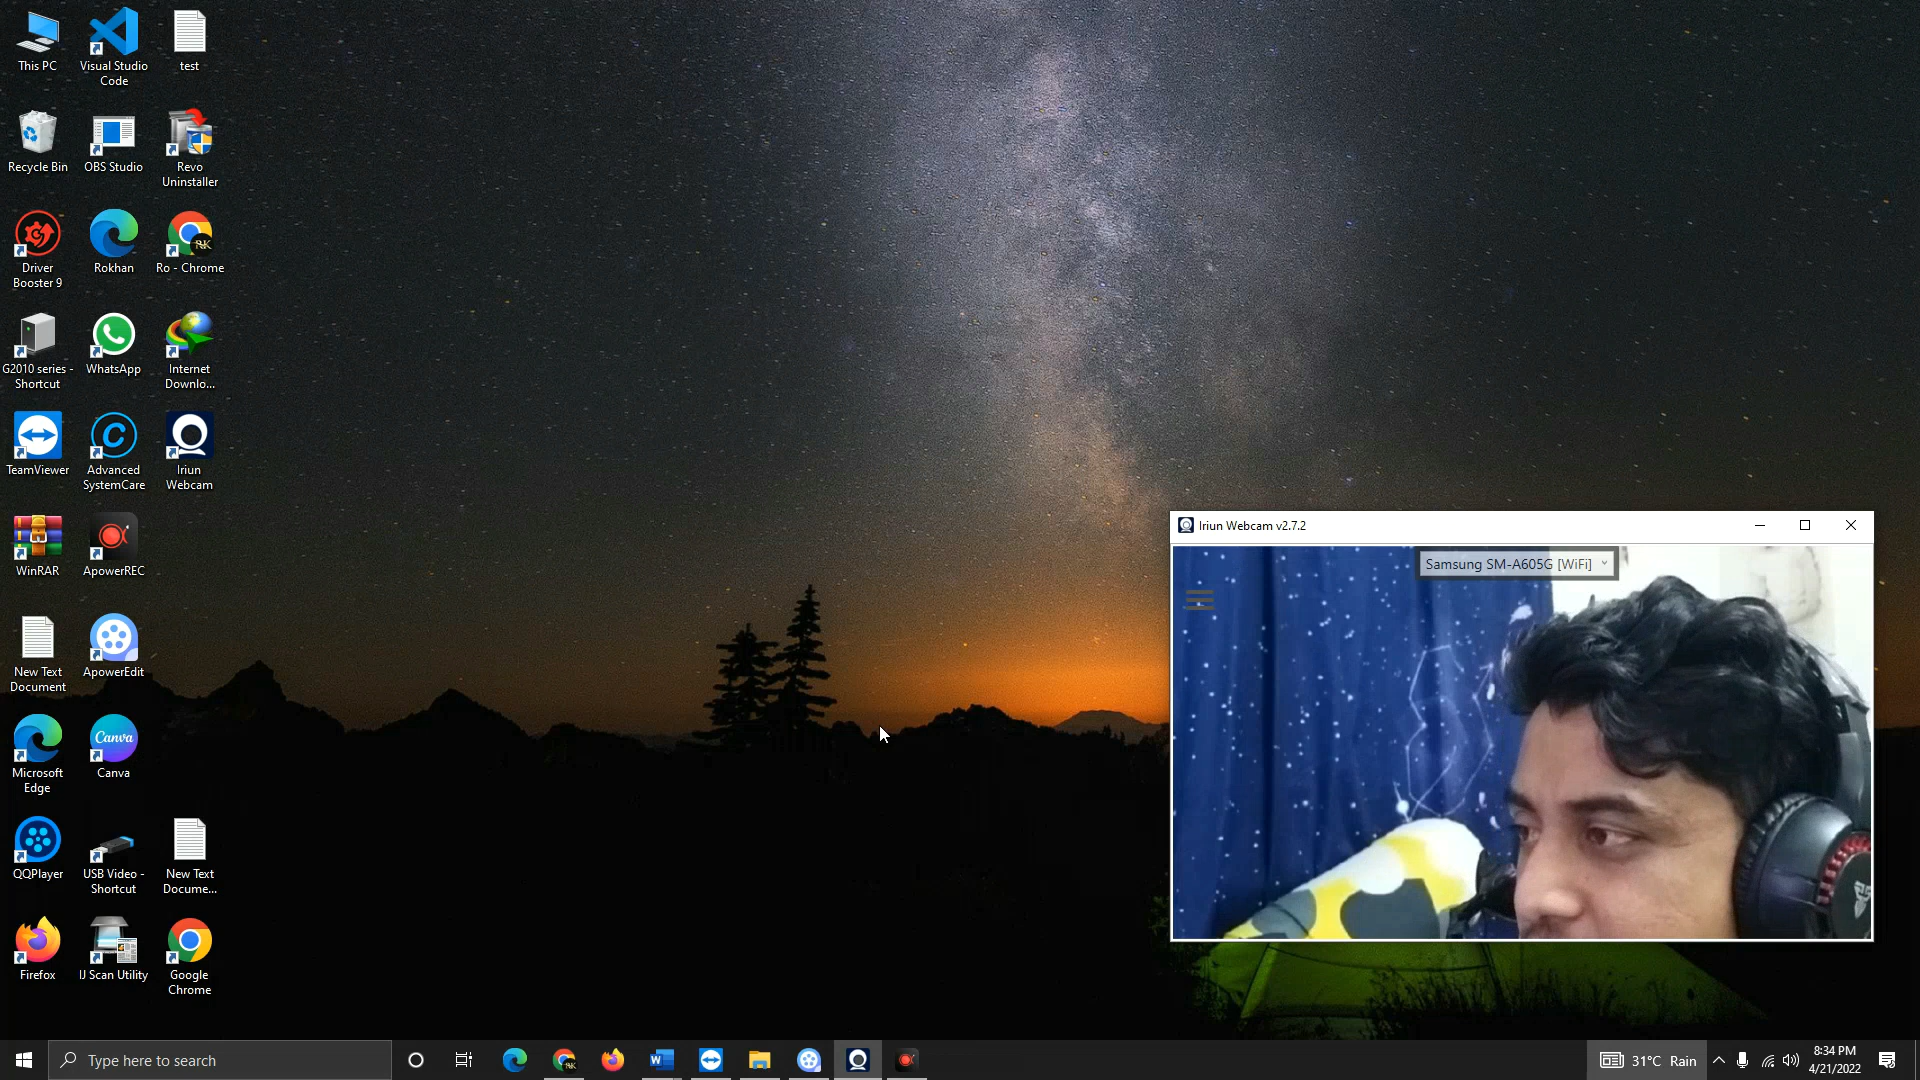 This PC
Visual Studio
Code
test
Recycle Bin
OBS Studio
Revo
Uninstaller
Driver
Booster 9
Rokhan
RK
Ro - Chrome
G2010 series -
Shortcut
WhatsApp
Internet
Downlo...
TeamViewer
Advanced
SystemCare
Iriun
Webcam
WinRAR
ApowerREC
New Text
Document
ApowerEdit
Microsoft
Edge
Canva
Canva
QQPlayer
USB Video -
Shortcut
New Text
Docume...
Firefox
IJ Scan Utility
Google
Chrome
Iriun Webcam v2.7.2
Samsung SM-A605G [WiFi]
Type here to search
31°C Rain
8:34 PM
4/21/2022